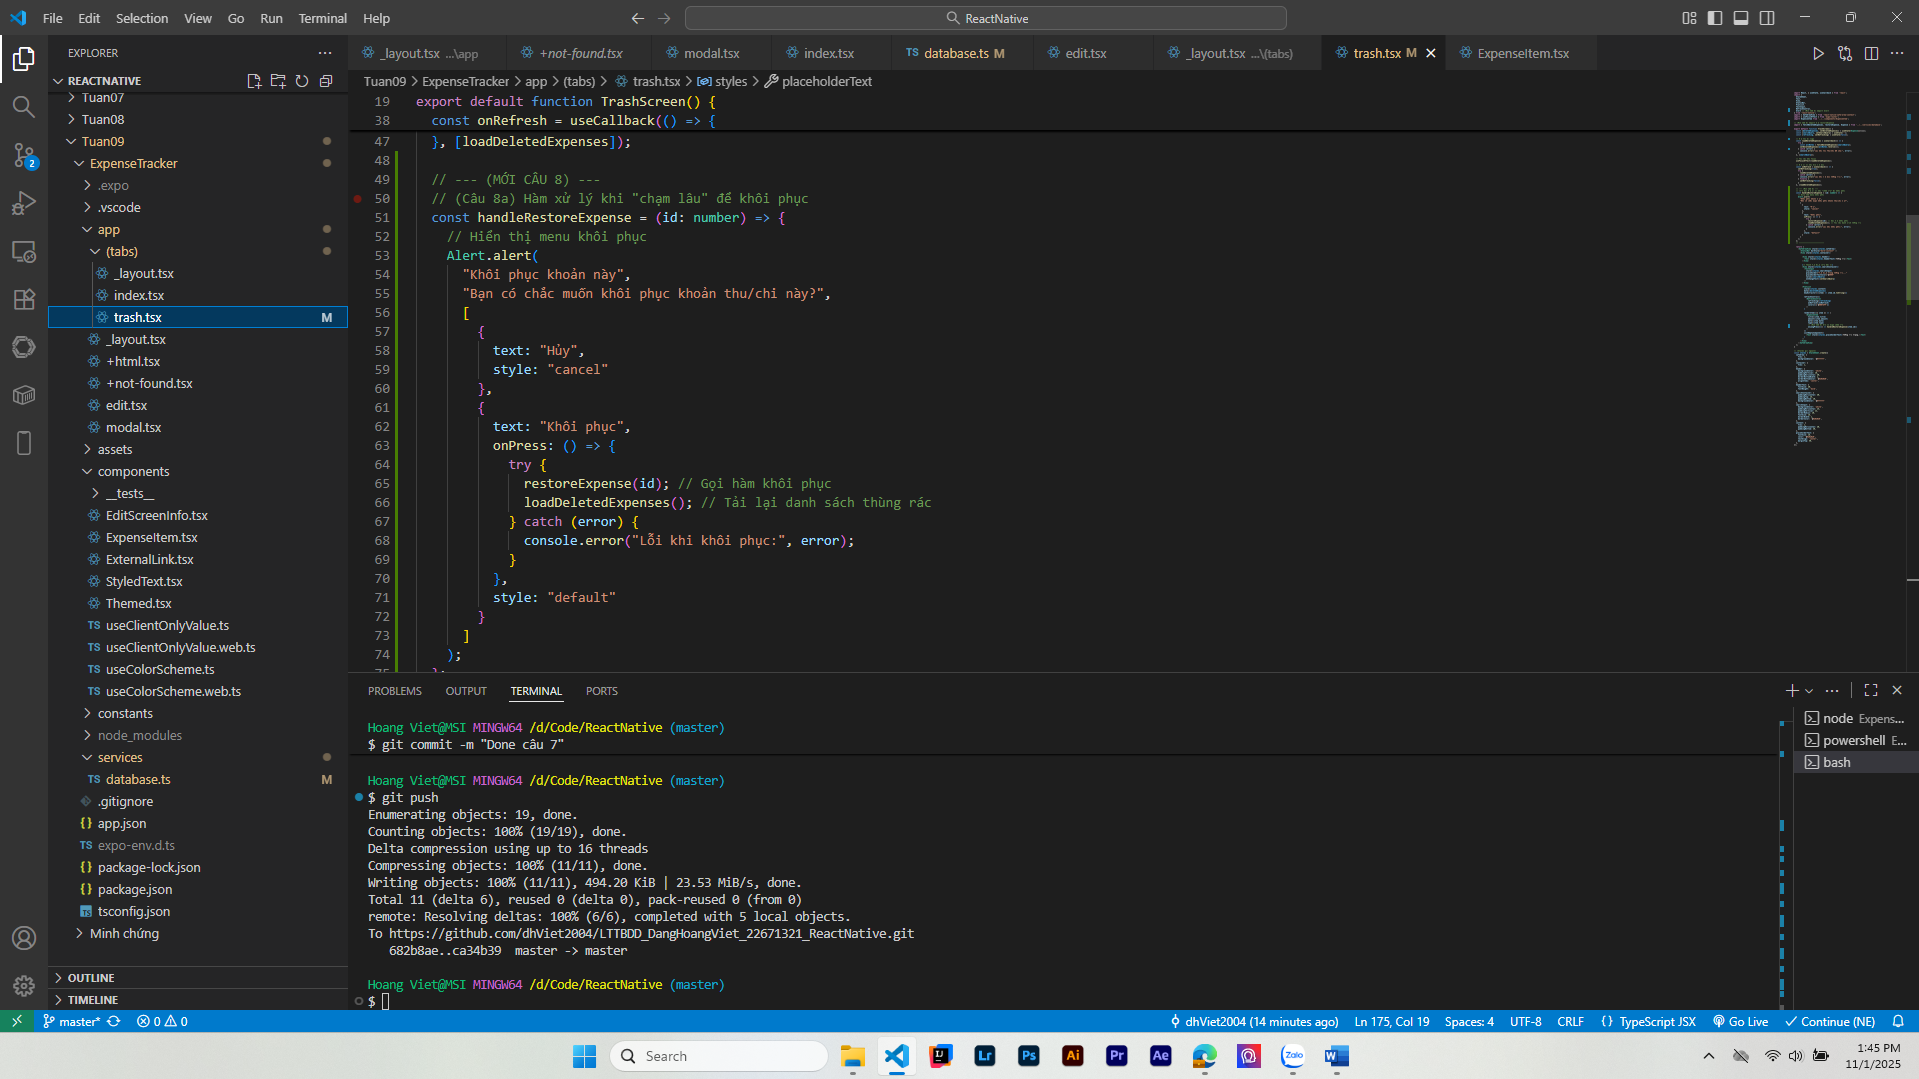 File Edit Selection View Go Run Terminal Help
ReactNative
EXPLORER
REACTNATIVE
Tuan07
Tuan08
Tuan09
ExpenseTracker
.expo
.vscode
app
(tabs)
_layout.tsx
index.tsx
trash.tsx M
_layout.tsx
+html.tsx
+not-found.tsx
edit.tsx
modal.tsx
assets
components
__tests__
EditScreenInfo.tsx
ExpenseItem.tsx
ExternalLink.tsx
StyledText.tsx
Themed.tsx
TS useClientOnlyValue.ts
TS useClientOnlyValue.web.ts
TS useColorScheme.ts
TS useColorScheme.web.ts
constants
node_modules
services
TS database.ts M
.gitignore
{} app.json
TS expo-env.d.ts
{} package-lock.json
{} package.json
tsconfig.json
Minh chứng
OUTLINE
TIMELINE
_layout.tsx ...\app
+not-found.tsx
modal.tsx
index.tsx
TS database.ts M
edit.tsx
_layout.tsx ...\(tabs)
trash.tsx M
ExpenseItem.tsx
Tuan09 > ExpenseTracker > app > (tabs) > trash.tsx > styles > placeholderText
19 export default function TrashScreen() {
38 const onRefresh = useCallback(() => {
47 }, [loadDeletedExpenses]);
48
49 // --- (MỚI CÂU 8) ---
50 // (Câu 8a) Hàm xử lý khi "chạm lâu" để khôi phục
51 const handleRestoreExpense = (id: number) => {
52 // Hiển thị menu khôi phục
53 Alert.alert(
54 "Khôi phục khoản này",
55 "Bạn có chắc muốn khôi phục khoản thu/chi này?",
56 [
57 {
58 text: "Hủy",
59 style: "cancel"
60 },
61 {
62 text: "Khôi phục",
63 onPress: () => {
64 try {
65 restoreExpense(id); // Gọi hàm khôi phục
66 loadDeletedExpenses(); // Tải lại danh sách thùng rác
67 } catch (error) {
68 console.error("Lỗi khi khôi phục:", error);
69 }
70 },
71 style: "default"
72 }
73 ]
74 );
PROBLEMS OUTPUT TERMINAL PORTS
Hoang Viet@MSI MINGW64 /d/Code/ReactNative (master)
$ git commit -m "Done câu 7"
Hoang Viet@MSI MINGW64 /d/Code/ReactNative (master)
$ git push
Enumerating objects: 19, done.
Counting objects: 100% (19/19), done.
Delta compression using up to 16 threads
Compressing objects: 100% (11/11), done.
Writing objects: 100% (11/11), 494.20 KiB | 23.53 MiB/s, done.
Total 11 (delta 6), reused 0 (delta 0), pack-reused 0 (from 0)
remote: Resolving deltas: 100% (6/6), completed with 5 local objects.
To https://github.com/dhViet2004/LTTBDD_DangHoangViet_22671321_ReactNative.git
682b8ae..ca34b39 master -> master
Hoang Viet@MSI MINGW64 /d/Code/ReactNative (master)
$
node Expens...
powershell E...
bash
2
master* 0 0
dhViet2004 (14 minutes ago) Ln 175, Col 19 Spaces: 4 UTF-8 CRLF {} TypeScript JSX Go Live Continue (NE)
Search
IJ Lr Ps Ai Pr Ae Zalo W
1:45 PM
11/1/2025